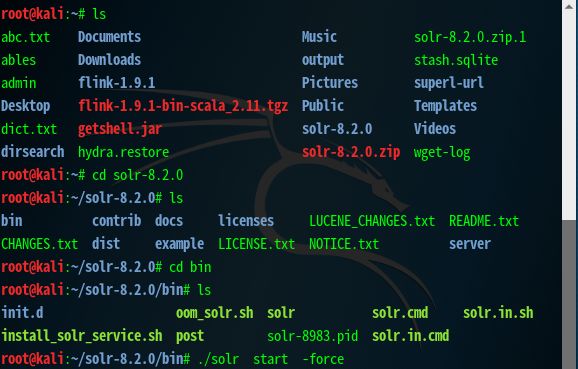 root@kali:~# ls
abc.txt Documents Music solr-8.2.0.zip.1
ables Downloads output stash.sqlite
admin flink-1.9.1 Pictures superl-url
Desktop flink-1.9.1-bin-scala_2.11.tgz Public Templates
dict.txt getshell.jar solr-8.2.0 Videos
dirsearch hydra.restore solr-8.2.0.zip wget-log
root@kali:~# cd solr-8.2.0
root@kali:~/solr-8.2.0# ls
bin contrib docs licenses LUCENE_CHANGES.txt README.txt
CHANGES.txt dist example LICENSE.txt NOTICE.txt server
root@kali:~/solr-8.2.0# cd bin
root@kali:~/solr-8.2.0/bin# ls
init.d oom_solr.sh solr solr.cmd solr.in.sh
install_solr_service.sh post solr-8983.pid solr.in.cmd
root@kali:~/solr-8.2.0/bin# ./solr start -force